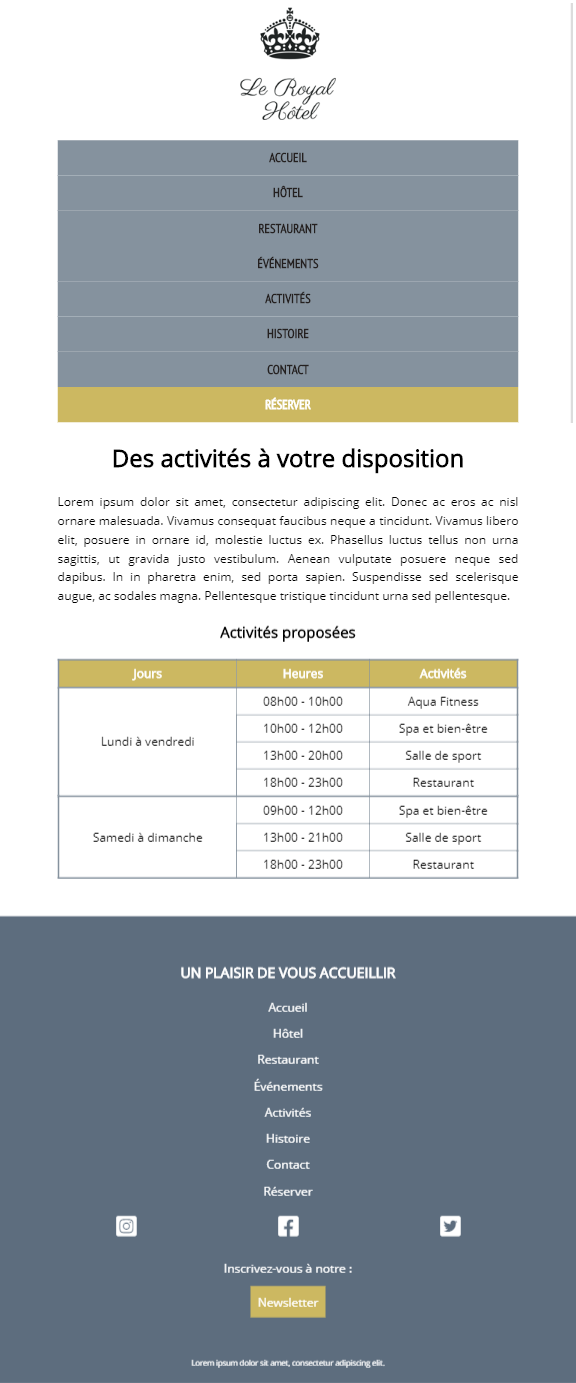 Le Royal
Hôtel
ACCUEIL
HÔTEL
RESTAURANT
ÉVÉNEMENTS
ACTIVITÉS
HISTOIRE
CONTACT
RÉSERVER
Des activités à votre disposition
Lorem ipsum dolor sit amet, consectetur adipiscing elit. Donec ac eros ac nisl
ornare malesuada. Vivamus consequat faucibus neque a tincidunt. Vivamus libero
elit, posuere in ornare id, molestie luctus ex. Phasellus luctus tellus non urna
sagittis, ut gravida justo vestibulum. Aenean vulputate posuere neque sed
dapibus. In in pharetra enim, sed porta sapien. Suspendisse sed scelerisque
augue, ac sodales magna. Pellentesque tristique tincidunt urna sed pellentesque.
Activités proposées
Jours Heures Activités
Lundi à vendredi
08h00 - 10h00 Aqua Fitness
10h00 - 12h00 Spa et bien-être
13h00 - 20h00 Salle de sport
18h00 - 23h00 Restaurant
Samedi à dimanche
09h00 - 12h00 Spa et bien-être
13h00 - 21h00 Salle de sport
18h00 - 23h00 Restaurant
UN PLAISIR DE VOUS ACCUEILLIR
Accueil
Hôtel
Restaurant
Événements
Activités
Histoire
Contact
Réserver
Inscrivez-vous à notre :
Newsletter
Lorem ipsum dolor sit amet, consectetur adipiscing elit.